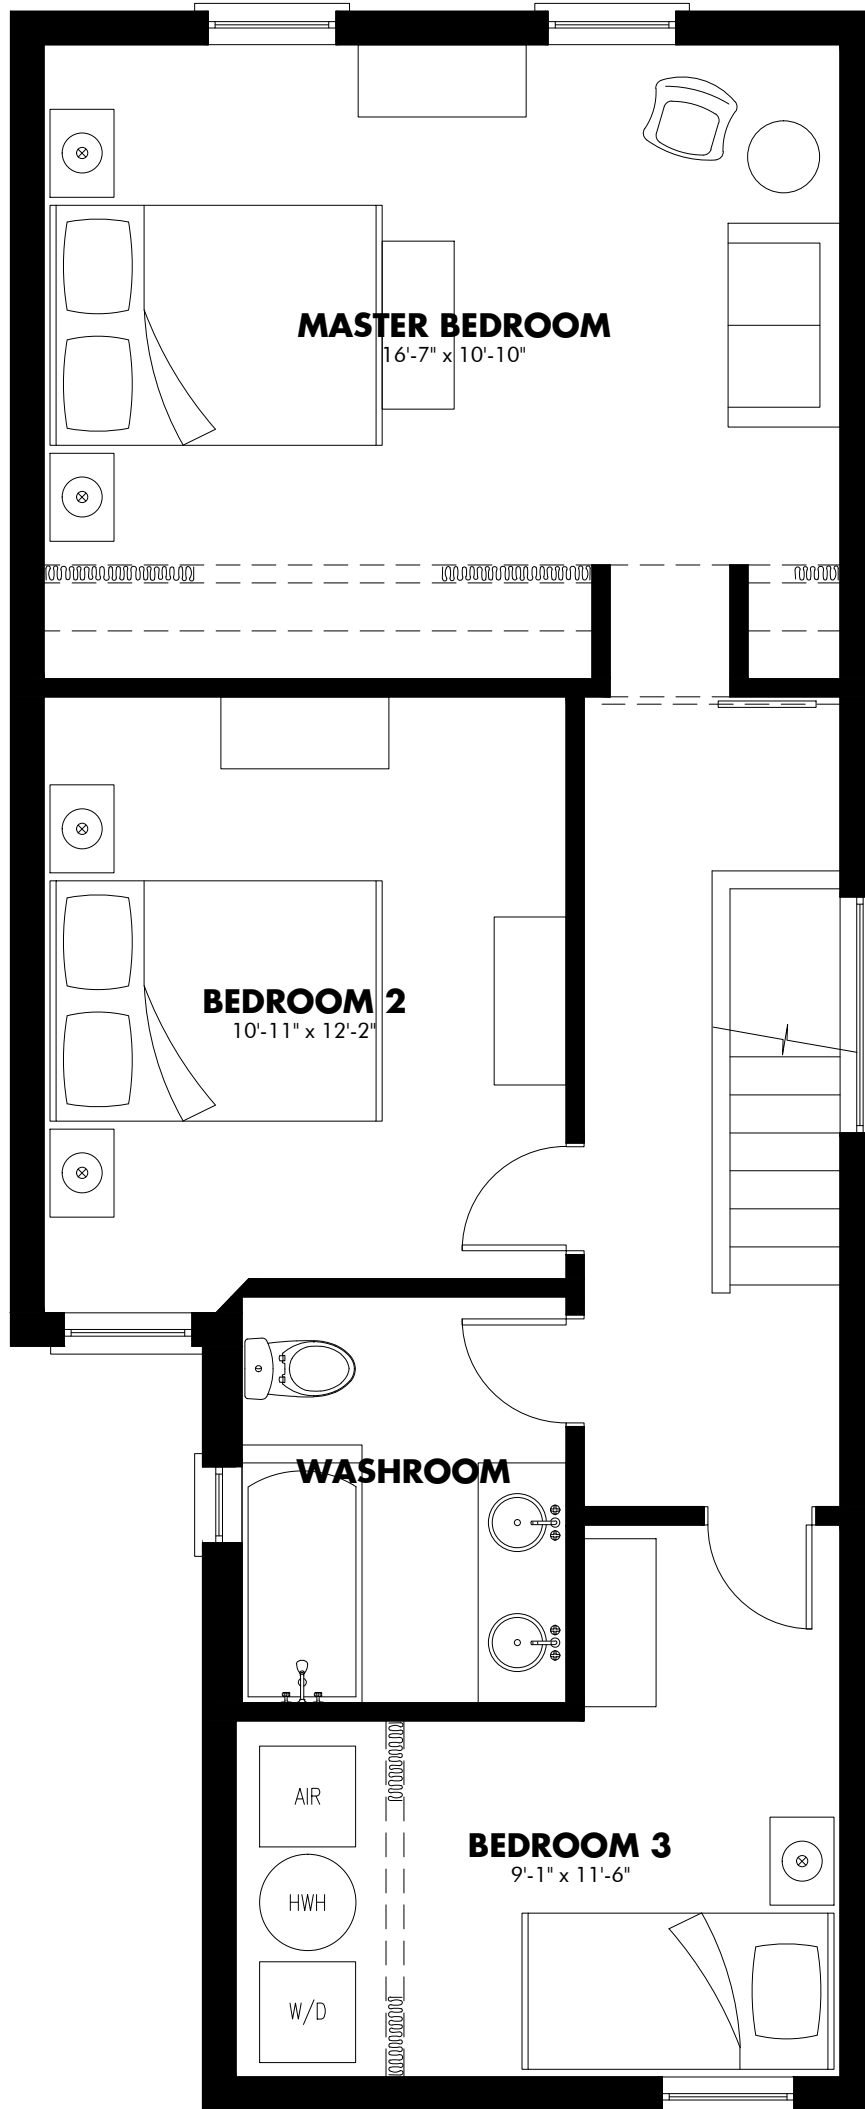 MASTER BEDROOM
16'-7" x 10'-10"
BEDROOM 2
10'-11" x 12'-2"
WASHROOM
AIR
HWH
W/D
BEDROOM 3
9'-1" x 11'-6"